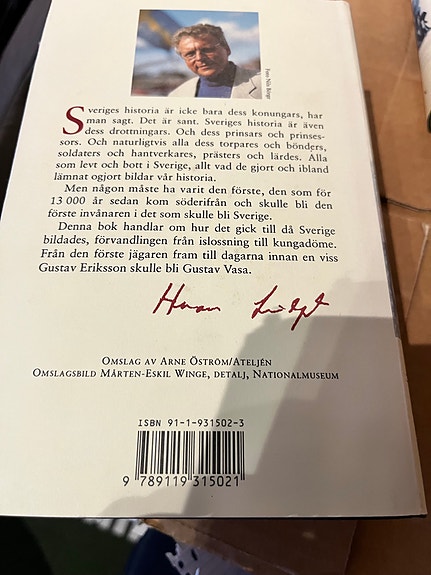 Foto Nils Birge
Sveriges historia är icke bara dess konungars, har
man sagt. Det är sant. Sveriges historia är även
dess drottningars. Och dess prinsars och prinses-
sors. Och naturligtvis alla dess torpares och bönders,
soldaters och hantverkares, prästers och lärdes. Alla
som levt och bott i Sverige, allt vad de gjort och ibland
lämnat ogjort bildar vår historia.
Men någon måste ha varit den förste, den som för
13 000 år sedan kom söderifrån och skulle bli den
förste invånaren i det som skulle bli Sverige.
Denna bok handlar om hur det gick till då Sverige
bildades, förvandlingen från islossning till kungadöme.
Från den förste jägaren fram till dagarna innan en viss
Gustav Eriksson skulle bli Gustav Vasa.
OMSLAG AV ARNE ÖSTRÖM/ATELJÉN
OMSLAGSBILD MÅRTEN-ESKIL WINGE, DETALJ, NATIONALMUSEUM
ISBN 91-1-931502-3
9 789119 315021